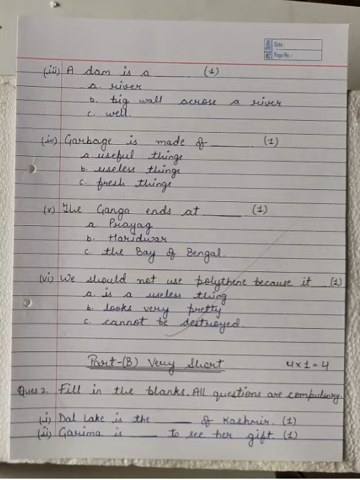 Date :
Page No. :
(iii) A dam is a ______ (1)
a. river
b. big wall across a river
c. well.
(iv) Garbage is made of ______ (1)
a. useful things
b. useless things
c. fresh things
(v) The Ganga ends at ______ (1)
a. Prayag
b. Haridwar
c. the Bay of Bengal.
(vi) We should not use polythene because it __ (1)
a. is a useless thing
b. looks very pretty
c. cannot be destroyed.
Part-(B) Very Short 4x1=4
Ques 2. Fill in the blanks. All questions are compulsory.
(i) Dal Lake is the ______ of Kashmir. (1)
(ii) Garima is ____ to see her gift. (1)